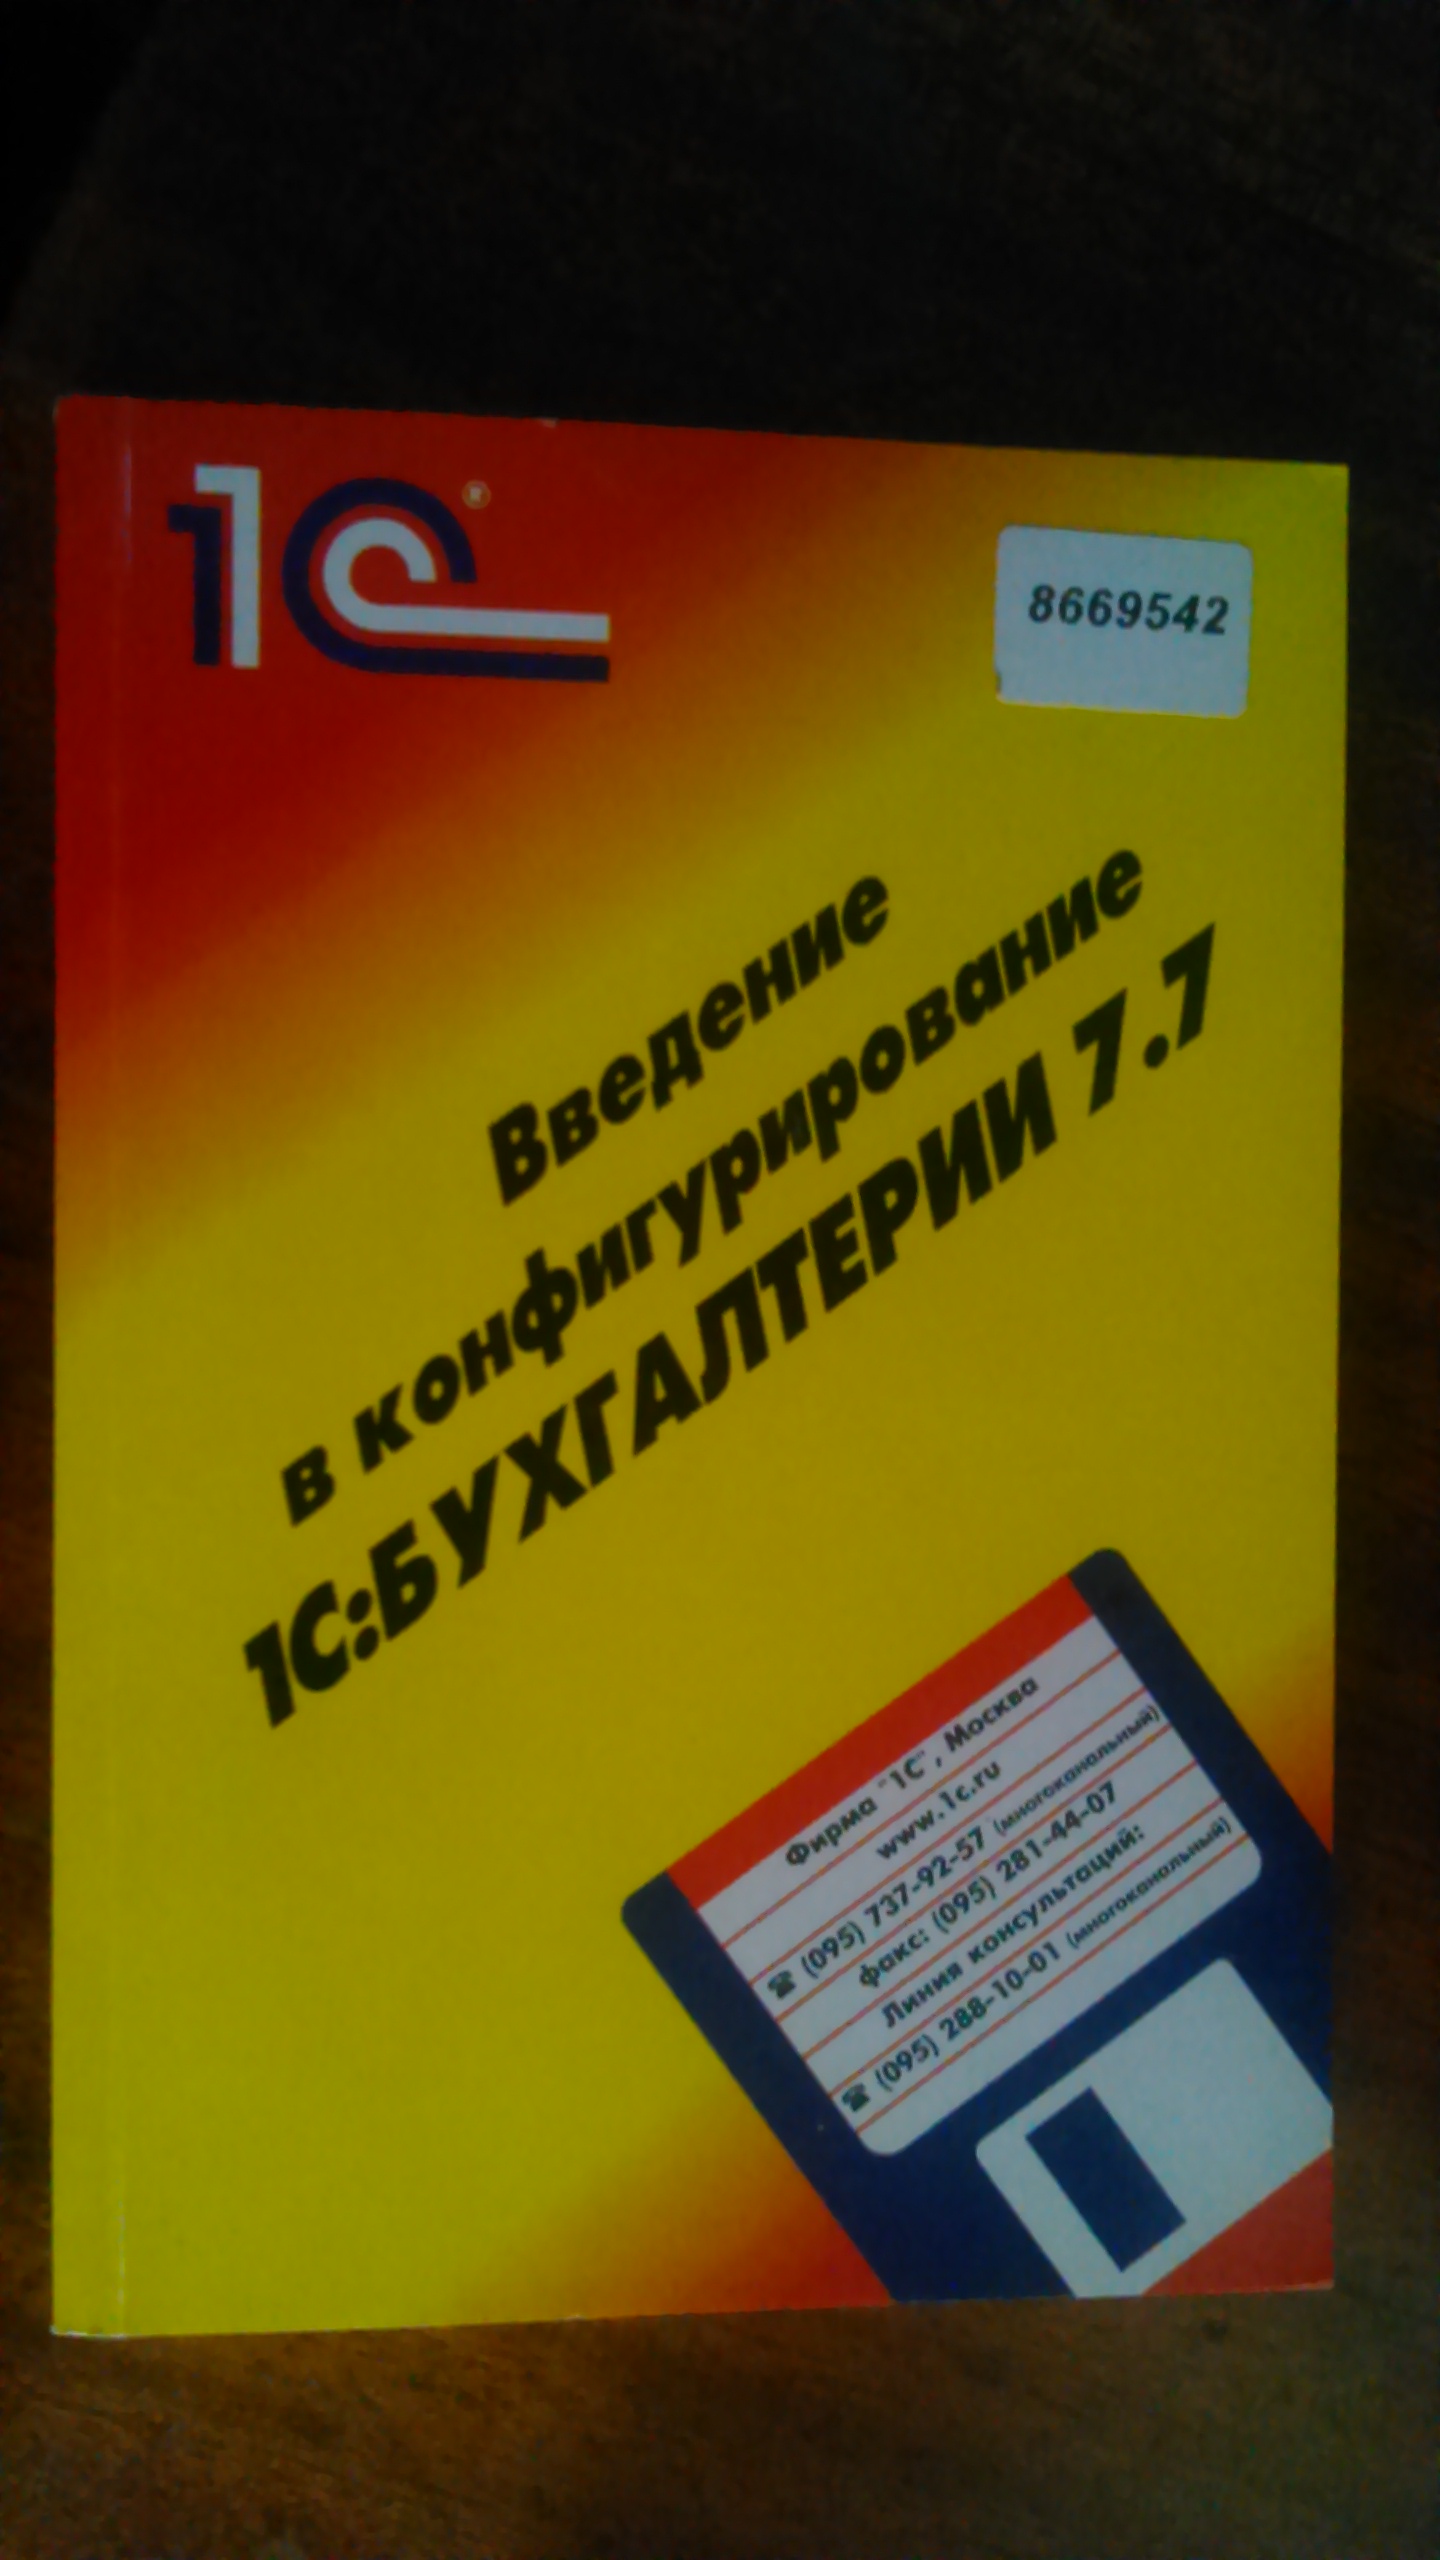 1С®
8669542
Введение
в конфигурирование
1С:БУХГАЛТЕРИИ 7.7
Фирма "1С", Москва
www.1c.ru
☎ (095) 737-92-57 (многоканальный)
факс: (095) 281-44-07
Линия консультаций:
☎ (095) 288-10-01 (многоканальный)